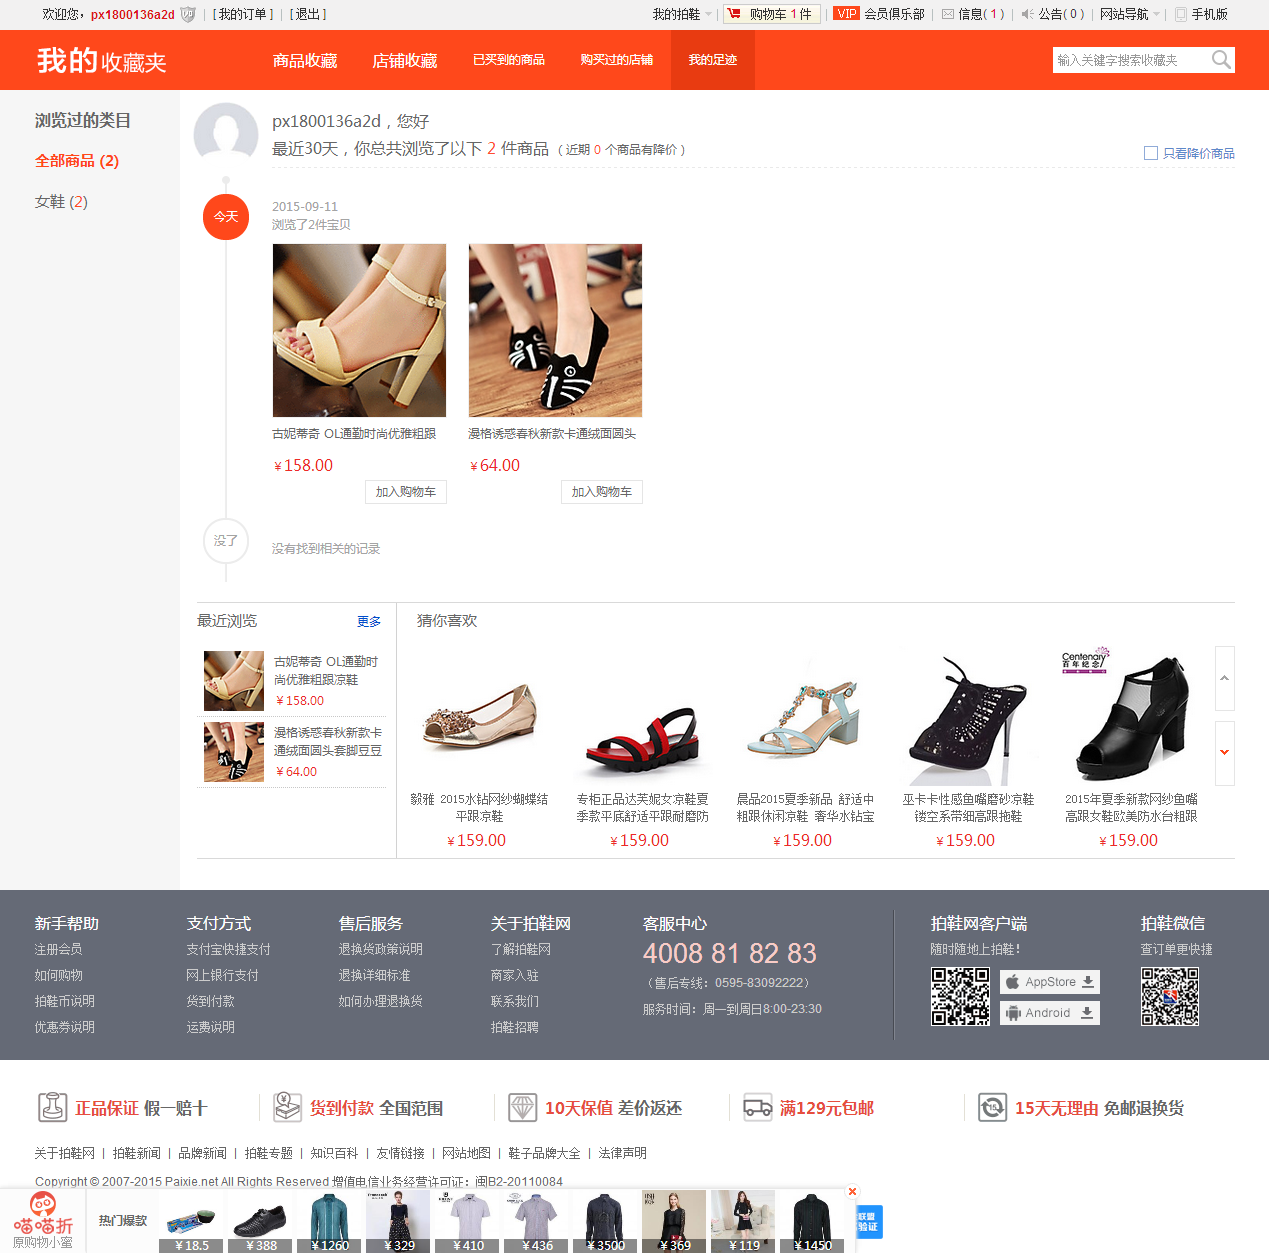 欢迎您，px1800136a2d | [ 我的订单 ] | [ 退出 ]
我的拍鞋 | 购物车 1 件 | VIP 会员俱乐部 | 信息( 1 ) | 公告( 0 ) | 网站导航 | 手机版
我的收藏夹
商品收藏 店铺收藏 已买到的商品 购买过的店铺 我的足迹
输入关键字搜索收藏夹
浏览过的类目
全部商品 (2)
女鞋 (2)
px1800136a2d，您好
最近30天，你总共浏览了以下 2 件商品 （ 近期 0 个商品有降价 ）
只看降价商品
今天
2015-09-11
浏览了2件宝贝
古妮蒂奇 OL通勤时尚优雅粗跟
漫格诱惑春秋新款卡通绒面圆头
¥158.00
¥64.00
加入购物车
加入购物车
没了
没有找到相关的记录
最近浏览 更多
古妮蒂奇 OL通勤时
尚优雅粗跟凉鞋
¥158.00
漫格诱惑春秋新款卡
通绒面圆头套脚豆豆
¥64.00
猜你喜欢
Centenary
百年纪念
毅雅 2015水钻网纱蝴蝶结
平跟凉鞋
¥159.00
专柜正品达芙妮女凉鞋夏
季款平底舒适平跟耐磨防
¥159.00
晨品2015夏季新品 舒适中
粗跟休闲凉鞋 奢华水钻宝
¥159.00
巫卡卡性感鱼嘴磨砂凉鞋
镂空系带细高跟拖鞋
¥159.00
2015年夏季新款网纱鱼嘴
高跟女鞋欧美防水台粗跟
¥159.00
新手帮助
注册会员
如何购物
拍鞋币说明
优惠券说明
支付方式
支付宝快捷支付
网上银行支付
货到付款
运费说明
售后服务
退换货政策说明
退换详细标准
如何办理退换货
关于拍鞋网
了解拍鞋网
商家入驻
联系我们
拍鞋招聘
客服中心
4008 81 82 83
（售后专线：0595-83092222）
服务时间：周一到周日8:00-23:30
拍鞋网客户端
随时随地上拍鞋！
AppStore
Android
拍鞋微信
查订单更快捷
正品保证 假一赔十
货到付款 全国范围
10天保值 差价返还
满129元包邮
15
15天无理由 免邮退换货
关于拍鞋网 | 拍鞋新闻 | 品牌新闻 | 拍鞋专题 | 知识百科 | 友情链接 | 网站地图 | 鞋子品牌大全 | 法律声明
Copyright © 2007-2015 Paixie.net All Rights Reserved 增值电信业务经营许可证：闽B2-20110084
喵喵折
原购物小蜜
热门爆款
¥18.5 ¥388 ¥1260 ¥329 ¥410 ¥436 ¥3500 ¥369 ¥119 ¥1450
联盟
验证